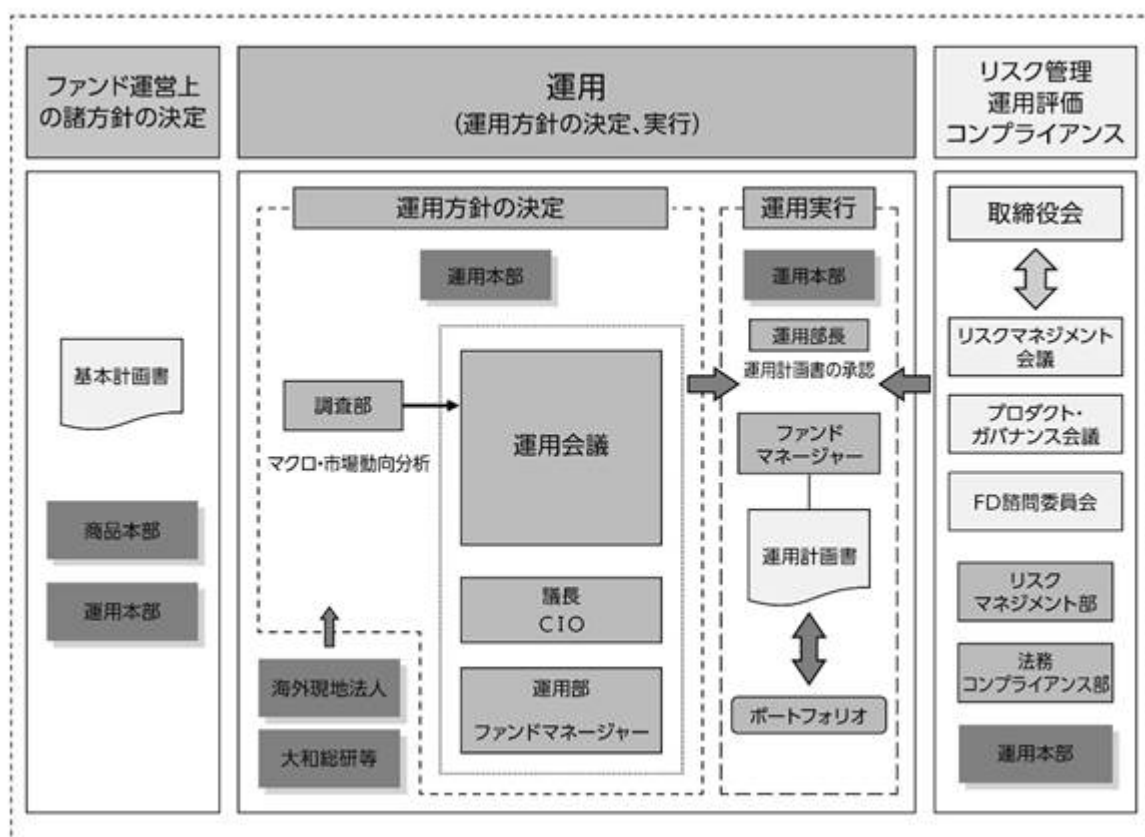 ファンド運営上
の諸方針の決定
運用
(運用方針の決定、実行)
リスク管理
運用評価
コンプライアンス
基本計画書
商品本部
運用本部
運用方針の決定
運用本部
調査部
マクロ・市場動向分析
運用会議
議長
CIO
運用部
ファンドマネージャー
海外現地法人
大和総研等
運用実行
運用本部
運用部長
運用計画書の承認
ファンド
マネージャー
運用計画書
ポートフォリオ
取締役会
リスクマネジメント
会議
プロダクト・
ガバナンス会議
FD諮問委員会
リスク
マネジメント部
法務
コンプライアンス部
運用本部